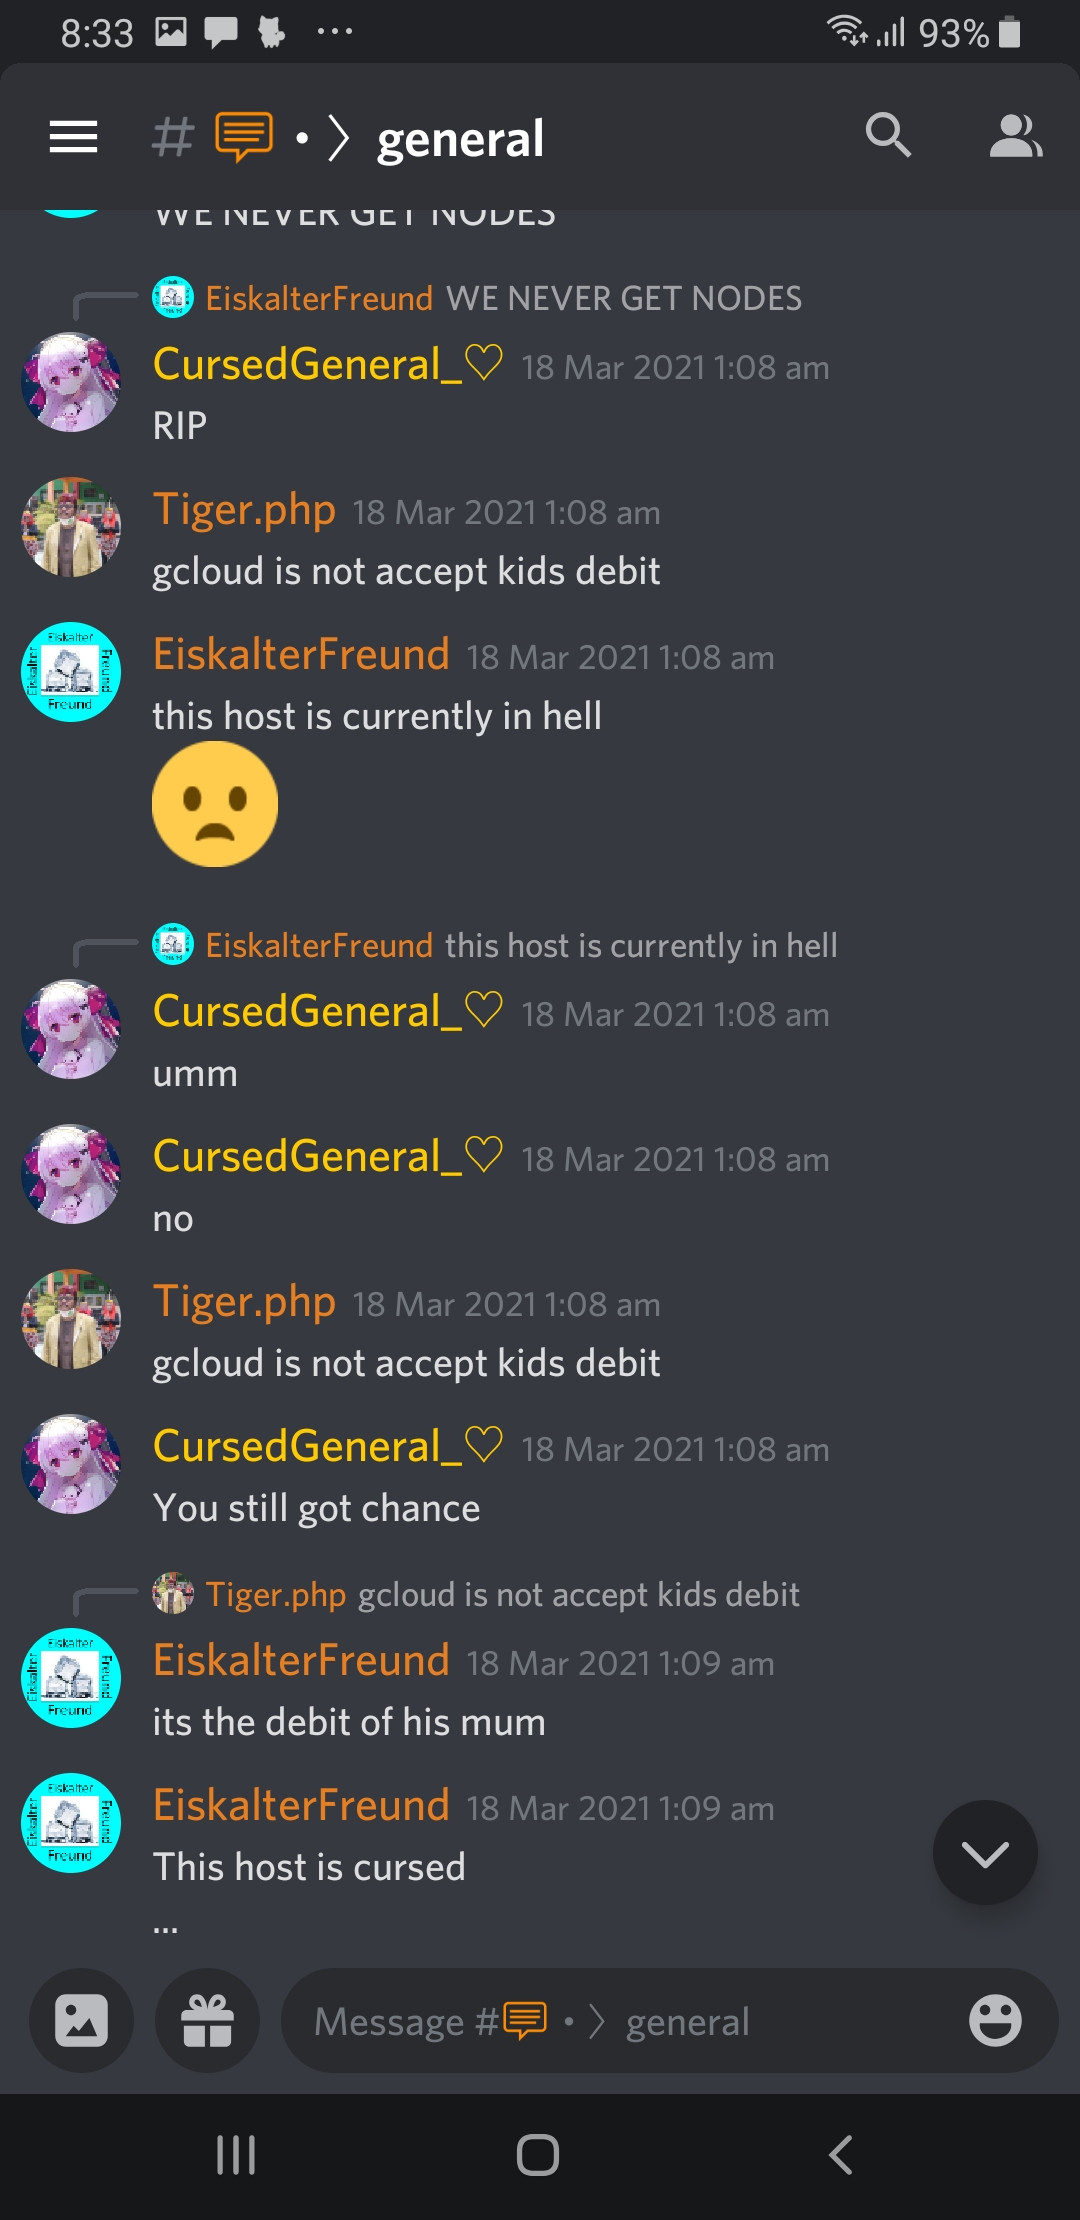 8:33 93%
# • 〉 general
WE NEVER GET NODES
EiskalterFreund WE NEVER GET NODES
CursedGeneral_♡ 18 Mar 2021 1:08 am
RIP
Tiger.php 18 Mar 2021 1:08 am
gcloud is not accept kids debit
EiskalterFreund 18 Mar 2021 1:08 am
this host is currently in hell
EiskalterFreund this host is currently in hell
CursedGeneral_♡ 18 Mar 2021 1:08 am
umm
CursedGeneral_♡ 18 Mar 2021 1:08 am
no
Tiger.php 18 Mar 2021 1:08 am
gcloud is not accept kids debit
CursedGeneral_♡ 18 Mar 2021 1:08 am
You still got chance
Tiger.php gcloud is not accept kids debit
EiskalterFreund 18 Mar 2021 1:09 am
its the debit of his mum
EiskalterFreund 18 Mar 2021 1:09 am
This host is cursed
...
Message # • 〉 general